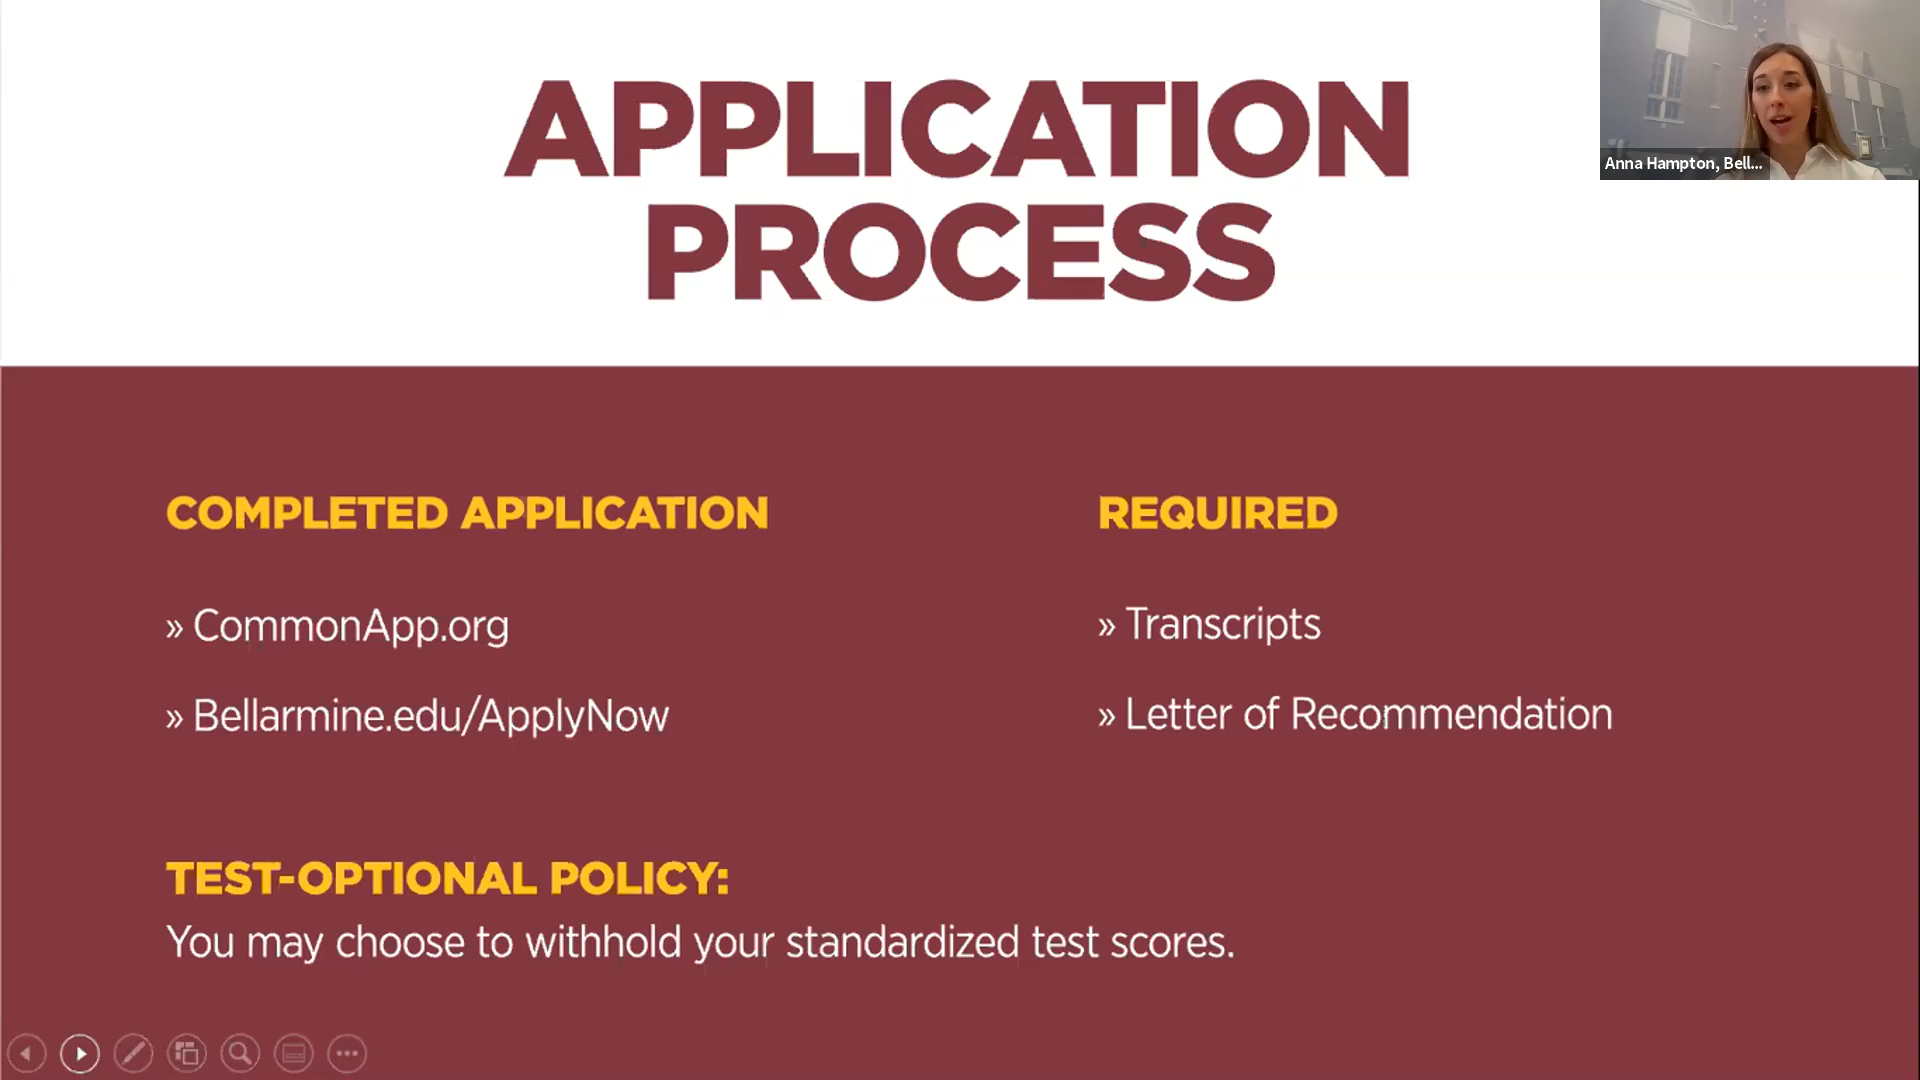 APPLICATION
PROCESS
Anna Hampton, Bell...
COMPLETED APPLICATION
» CommonApp.org
» Bellarmine.edu/ApplyNow
REQUIRED
» Transcripts
» Letter of Recommendation
TEST-OPTIONAL POLICY:
You may choose to withhold your standardized test scores.